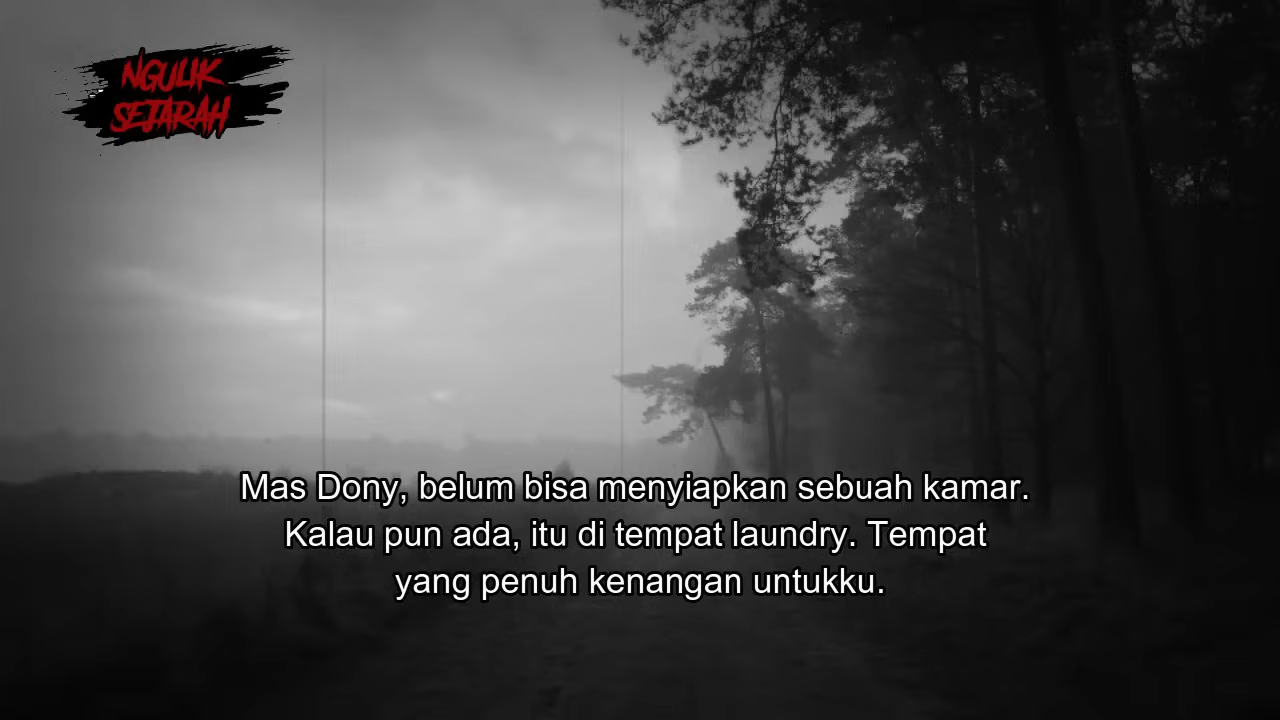 NGULIK
SEJARAH
Mas Dony, belum bisa menyiapkan sebuah kamar.
Kalau pun ada, itu di tempat laundry. Tempat
yang penuh kenangan untukku.